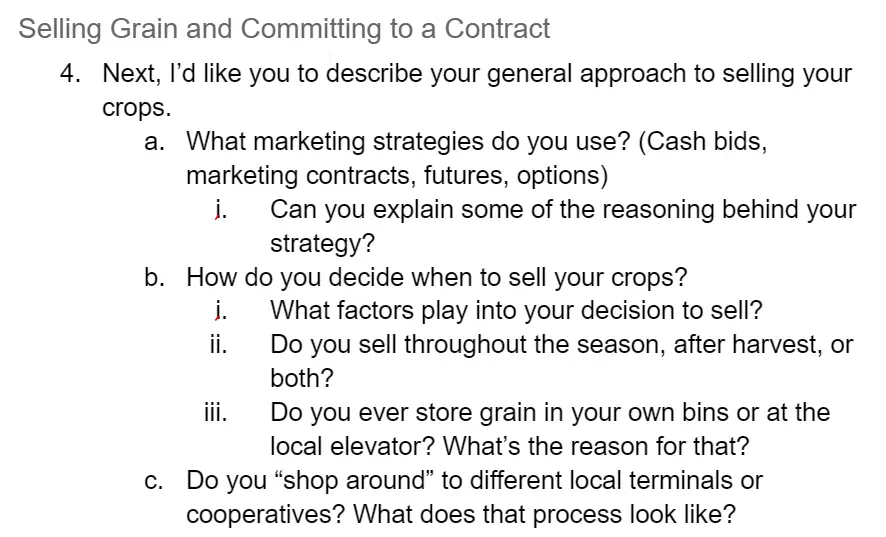 Selling Grain and Committing to a Contract
4. Next, I’d like you to describe your general approach to selling your
crops.
a. What marketing strategies do you use? (Cash bids,
marketing contracts, futures, options)
i. Can you explain some of the reasoning behind your
strategy?
b. How do you decide when to sell your crops?
i. What factors play into your decision to sell?
ii. Do you sell throughout the season, after harvest, or
both?
iii. Do you ever store grain in your own bins or at the
local elevator? What’s the reason for that?
c. Do you “shop around” to different local terminals or
cooperatives? What does that process look like?